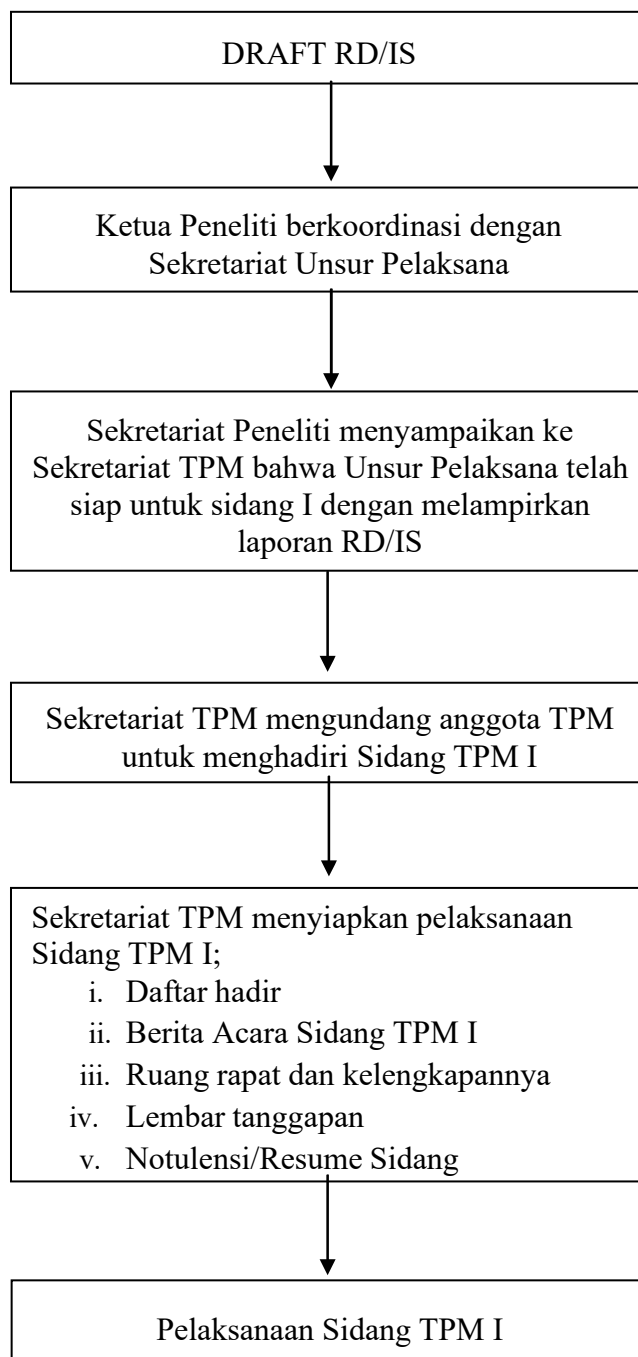 DRAFT RD/IS
Ketua Peneliti berkoordinasi dengan
Sekretariat Unsur Pelaksana
Sekretariat Peneliti menyampaikan ke
Sekretariat TPM bahwa Unsur Pelaksana telah
siap untuk sidang I dengan melampirkan
laporan RD/IS
Sekretariat TPM mengundang anggota TPM
untuk menghadiri Sidang TPM I
Sekretariat TPM menyiapkan pelaksanaan
Sidang TPM I;
i. Daftar hadir
ii. Berita Acara Sidang TPM I
iii. Ruang rapat dan kelengkapannya
iv. Lembar tanggapan
v. Notulensi/Resume Sidang
Pelaksanaan Sidang TPM I